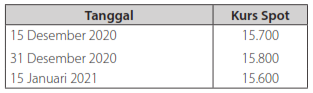 Tanggal Kurs Spot
15 Desember 2020 15.700
31 Desember 2020 15.800
15 Januari 2021 15.600